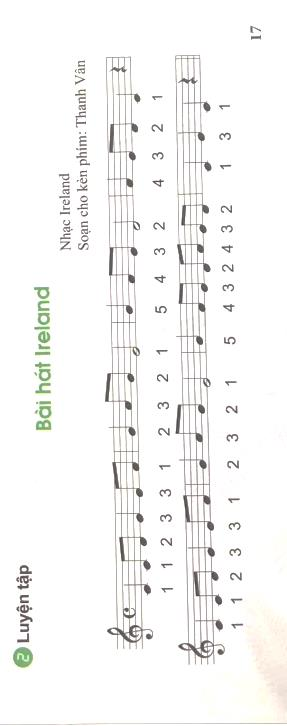 2 Luyện tập
Bài hát Ireland
Nhạc Ireland
Soạn cho kèn phím: Thanh Vân
1 1 2 3 3 1 2 3 2 1 5 4 3 2 4 3 2 1
1 1 2 3 3 1 2 3 2 1 5 4 3 2 4 3 2 1 3 1
17